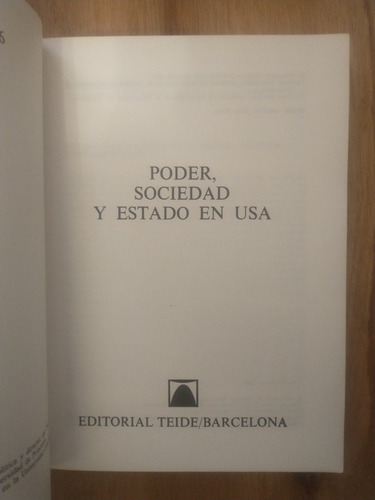 PODER,
SOCIEDAD
Y ESTADO EN USA
EDITORIAL TEIDE/BARCELONA